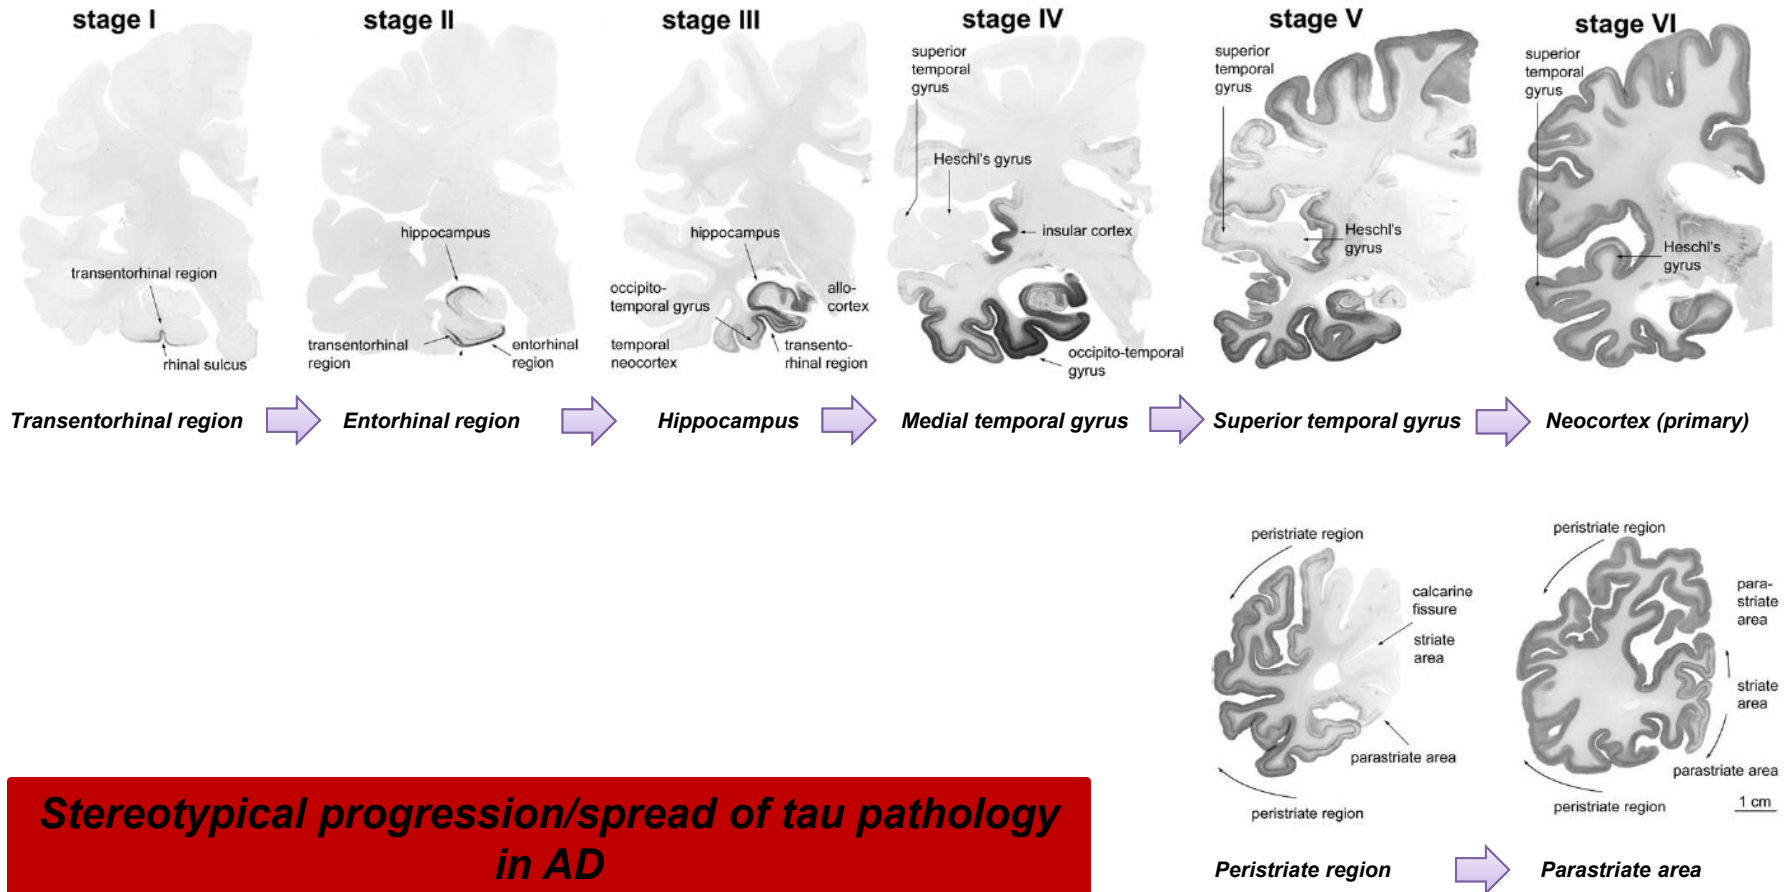 stage I
transentorhinal region
rhinal sulcus
stage II
hippocampus
transentorhinal
region
entorhinal
region
stage III
hippocampus
occipito-
temporal gyrus
allo-
cortex
temporal
neocortex
transento-
rhinal region
stage IV
superior
temporal
gyrus
Heschl's gyrus
insular cortex
occipito-temporal
gyrus
stage V
superior
temporal
gyrus
Heschl's
gyrus
stage VI
superior
temporal
gyrus
Heschl's
gyrus
Transentorhinal region
Entorhinal region
Hippocampus
Medial temporal gyrus
Superior temporal gyrus
Neocortex (primary)
peristriate region
calcarine
fissure
striate
area
parastriate area
peristriate region
peristriate region
para-
striate
area
striate
area
parastriate area
peristriate region
1 cm
Peristriate region
Parastriate area
Stereotypical progression/spread of tau pathology
in AD